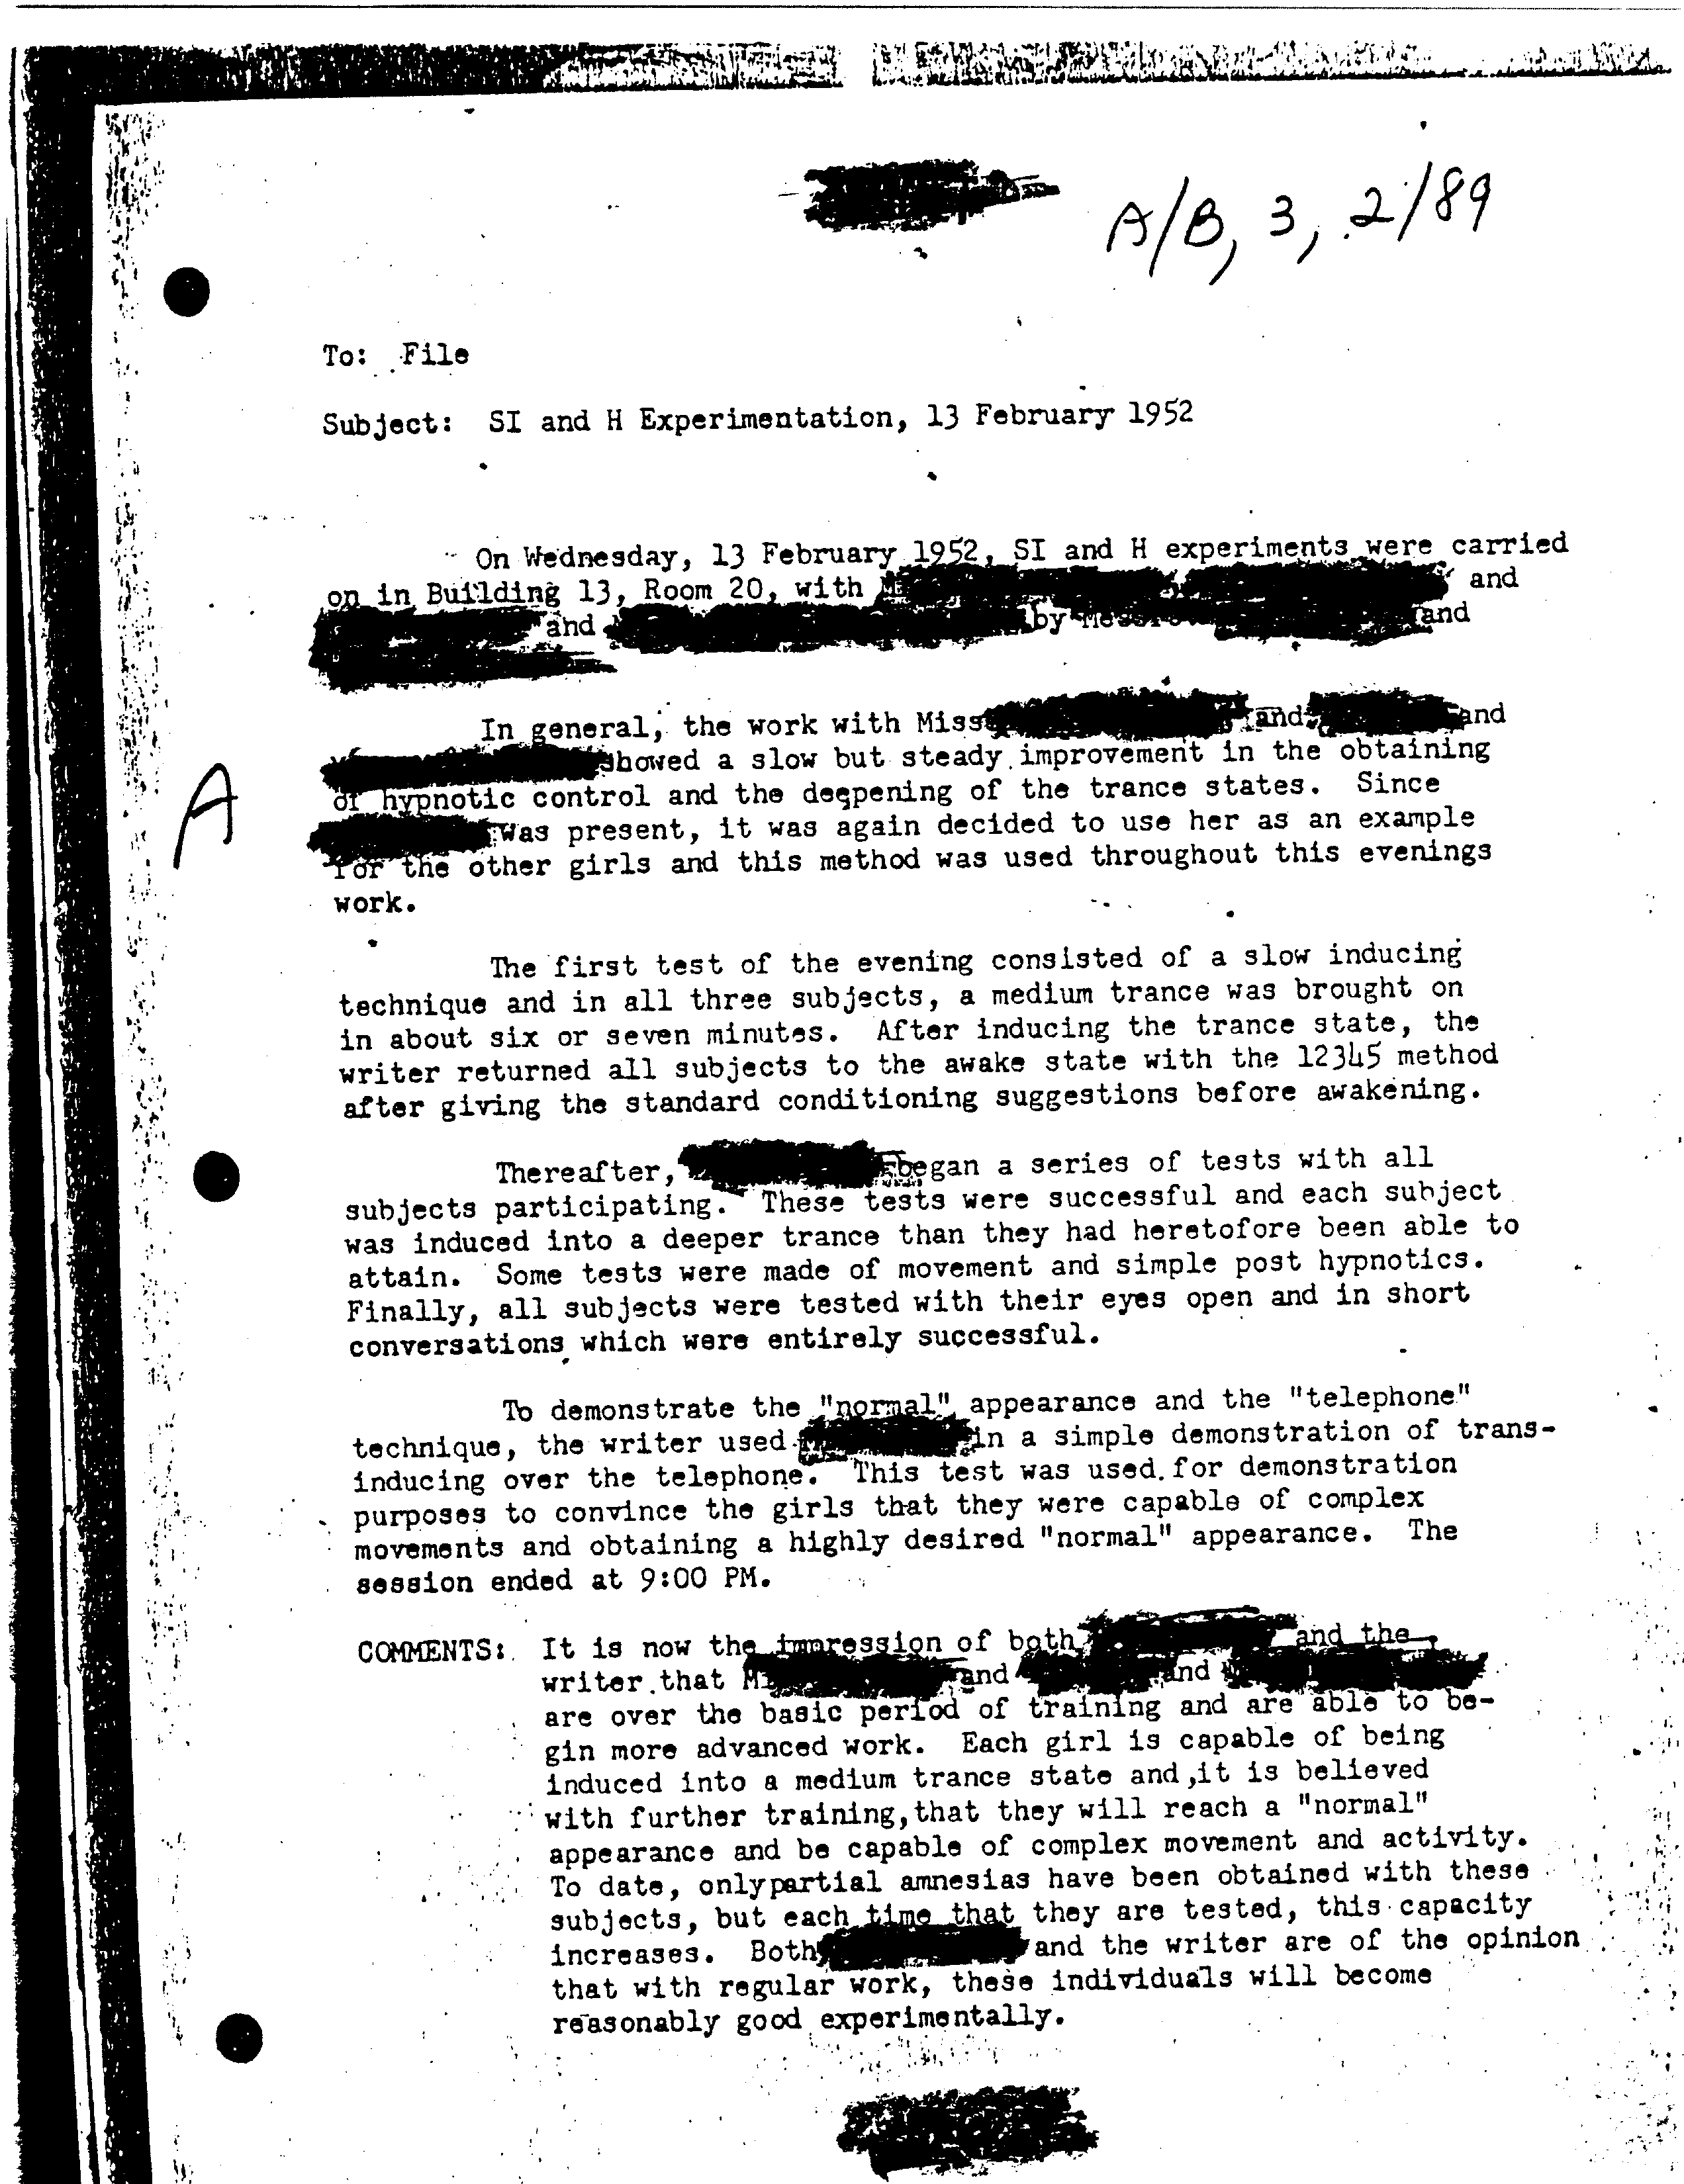 A/B, 3, 2/89
To: File
Subject: SI and H Experimentation, 13 February 1952
On Wednesday, 13 February 1952, SI and H experiments were carried
on in Building 13, Room 20, with and
and by and
In general, the work with Miss and and
showed a slow but steady improvement in the obtaining
of hypnotic control and the deepening of the trance states. Since
A
was present, it was again decided to use her as an example
for the other girls and this method was used throughout this evenings
work.
The first test of the evening consisted of a slow inducing
technique and in all three subjects, a medium trance was brought on
in about six or seven minutes. After inducing the trance state, the
writer returned all subjects to the awake state with the 12345 method
after giving the standard conditioning suggestions before awakening.
Thereafter, began a series of tests with all
subjects participating. These tests were successful and each subject
was induced into a deeper trance than they had heretofore been able to
attain. Some tests were made of movement and simple post hypnotics.
Finally, all subjects were tested with their eyes open and in short
conversations which were entirely successful.
To demonstrate the "normal" appearance and the "telephone"
technique, the writer used in a simple demonstration of trans-
inducing over the telephone. This test was used for demonstration
purposes to convince the girls that they were capable of complex
movements and obtaining a highly desired "normal" appearance. The
session ended at 9:00 PM.
COMMENTS: It is now the impression of both and the
writer that and and
are over the basic period of training and are able to be-
gin more advanced work. Each girl is capable of being
induced into a medium trance state and,it is believed
with further training,that they will reach a "normal"
appearance and be capable of complex movement and activity.
To date, onlypartial amnesias have been obtained with these
subjects, but each time that they are tested, this capacity
increases. Both and the writer are of the opinion
that with regular work, these individuals will become
reasonably good experimentally.